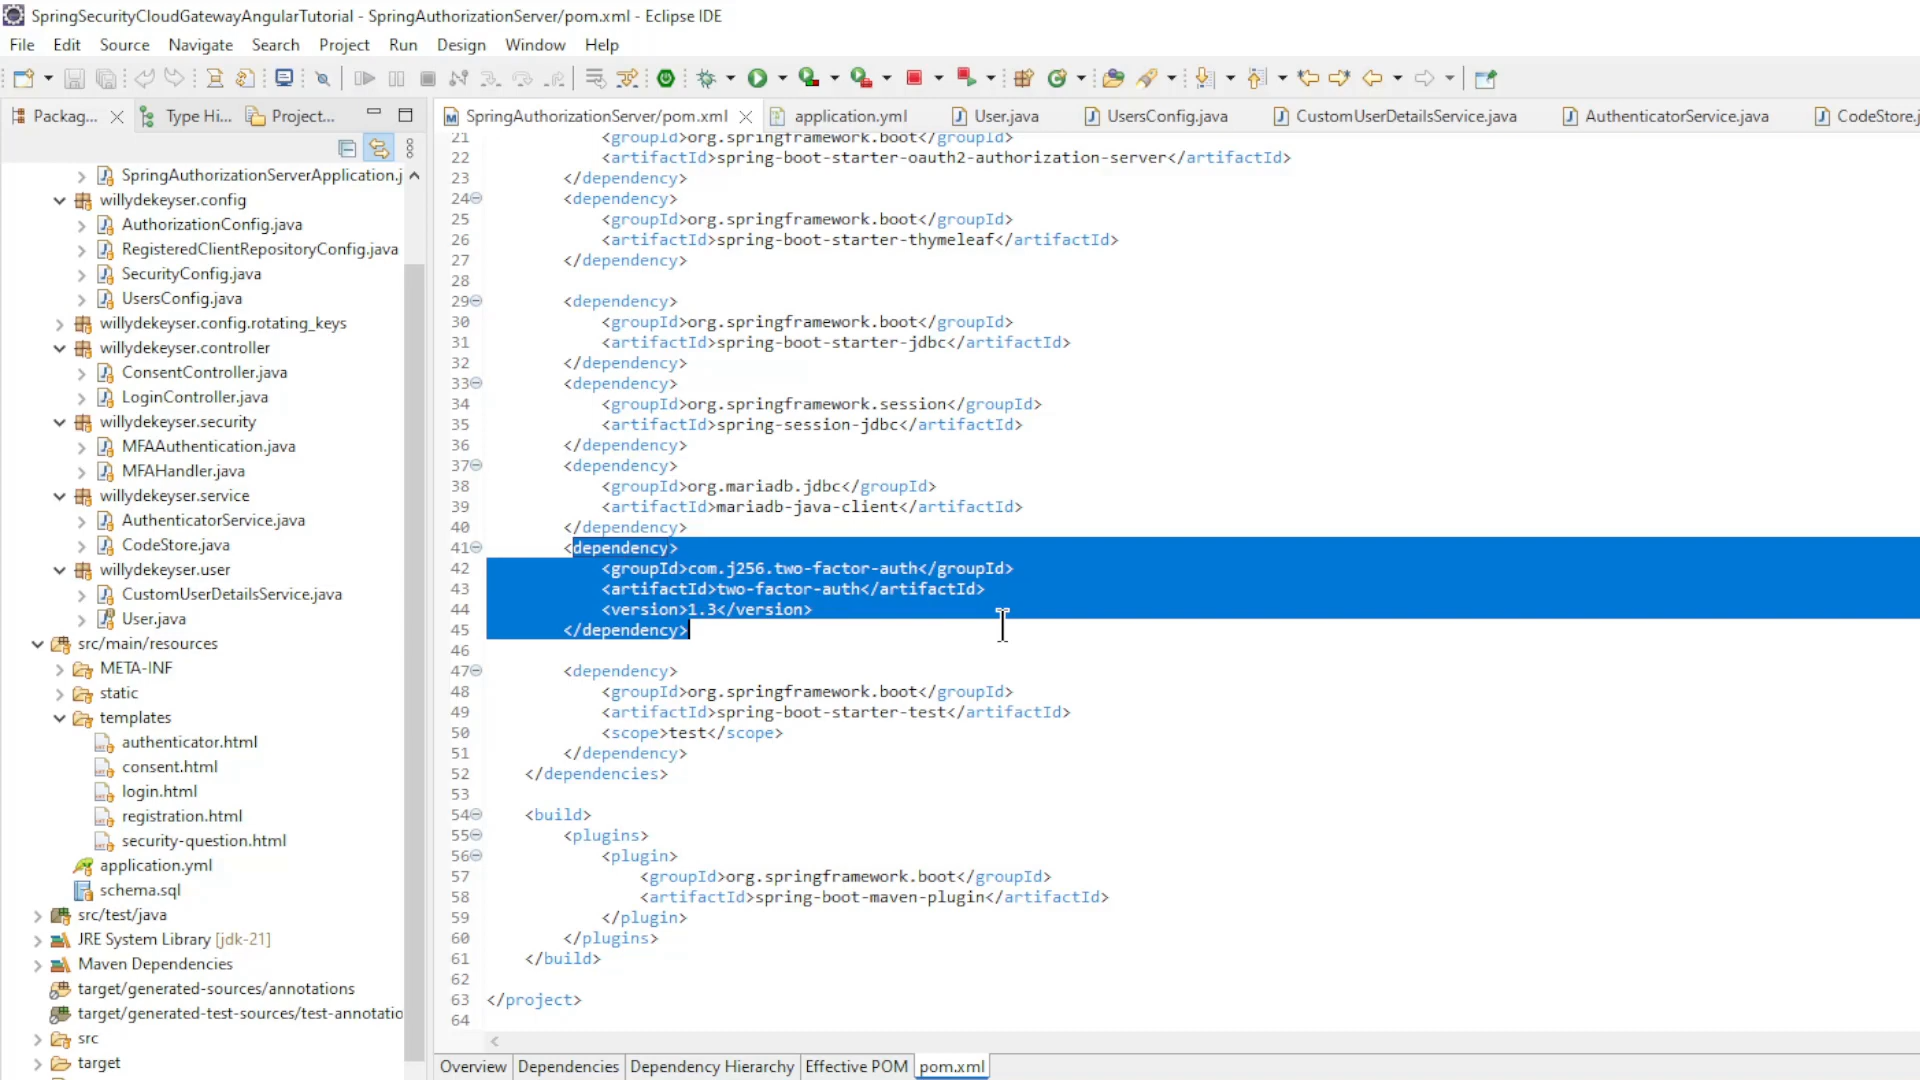 SpringSecurityCloudGatewayAngularTutorial - SpringAuthorizationServer/pom.xml - Eclipse IDE
File Edit Source Navigate Search Project Run Design Window Help
Packag... Type Hi... Project...
SpringAuthorizationServer/pom.xml application.yml User.java UsersConfig.java CustomUserDetailsService.java AuthenticatorService.java CodeStore.j
SpringAuthorizationServerApplication.j
willydekeyser.config
AuthorizationConfig.java
RegisteredClientRepositoryConfig.java
SecurityConfig.java
UsersConfig.java
willydekeyser.config.rotating_keys
willydekeyser.controller
ConsentController.java
LoginController.java
willydekeyser.security
MFAAuthentication.java
MFAHandler.java
willydekeyser.service
AuthenticatorService.java
CodeStore.java
willydekeyser.user
CustomUserDetailsService.java
User.java
src/main/resources
META-INF
static
templates
authenticator.html
consent.html
login.html
registration.html
security-question.html
application.yml
schema.sql
src/test/java
JRE System Library [jdk-21]
Maven Dependencies
target/generated-sources/annotations
target/generated-test-sources/test-annotatio
src
target
21 <groupId>org.springframework.boot</groupId>
22 <artifactId>spring-boot-starter-oauth2-authorization-server</artifactId>
23 </dependency>
24 <dependency>
25 <groupId>org.springframework.boot</groupId>
26 <artifactId>spring-boot-starter-thymeleaf</artifactId>
27 </dependency>
28
29 <dependency>
30 <groupId>org.springframework.boot</groupId>
31 <artifactId>spring-boot-starter-jdbc</artifactId>
32 </dependency>
33 <dependency>
34 <groupId>org.springframework.session</groupId>
35 <artifactId>spring-session-jdbc</artifactId>
36 </dependency>
37 <dependency>
38 <groupId>org.mariadb.jdbc</groupId>
39 <artifactId>mariadb-java-client</artifactId>
40 </dependency>
41 <dependency>
42 <groupId>com.j256.two-factor-auth</groupId>
43 <artifactId>two-factor-auth</artifactId>
44 <version>1.3</version>
45 </dependency>
46
47 <dependency>
48 <groupId>org.springframework.boot</groupId>
49 <artifactId>spring-boot-starter-test</artifactId>
50 <scope>test</scope>
51 </dependency>
52 </dependencies>
53
54 <build>
55 <plugins>
56 <plugin>
57 <groupId>org.springframework.boot</groupId>
58 <artifactId>spring-boot-maven-plugin</artifactId>
59 </plugin>
60 </plugins>
61 </build>
62
63 </project>
64
Overview Dependencies Dependency Hierarchy Effective POM pom.xml